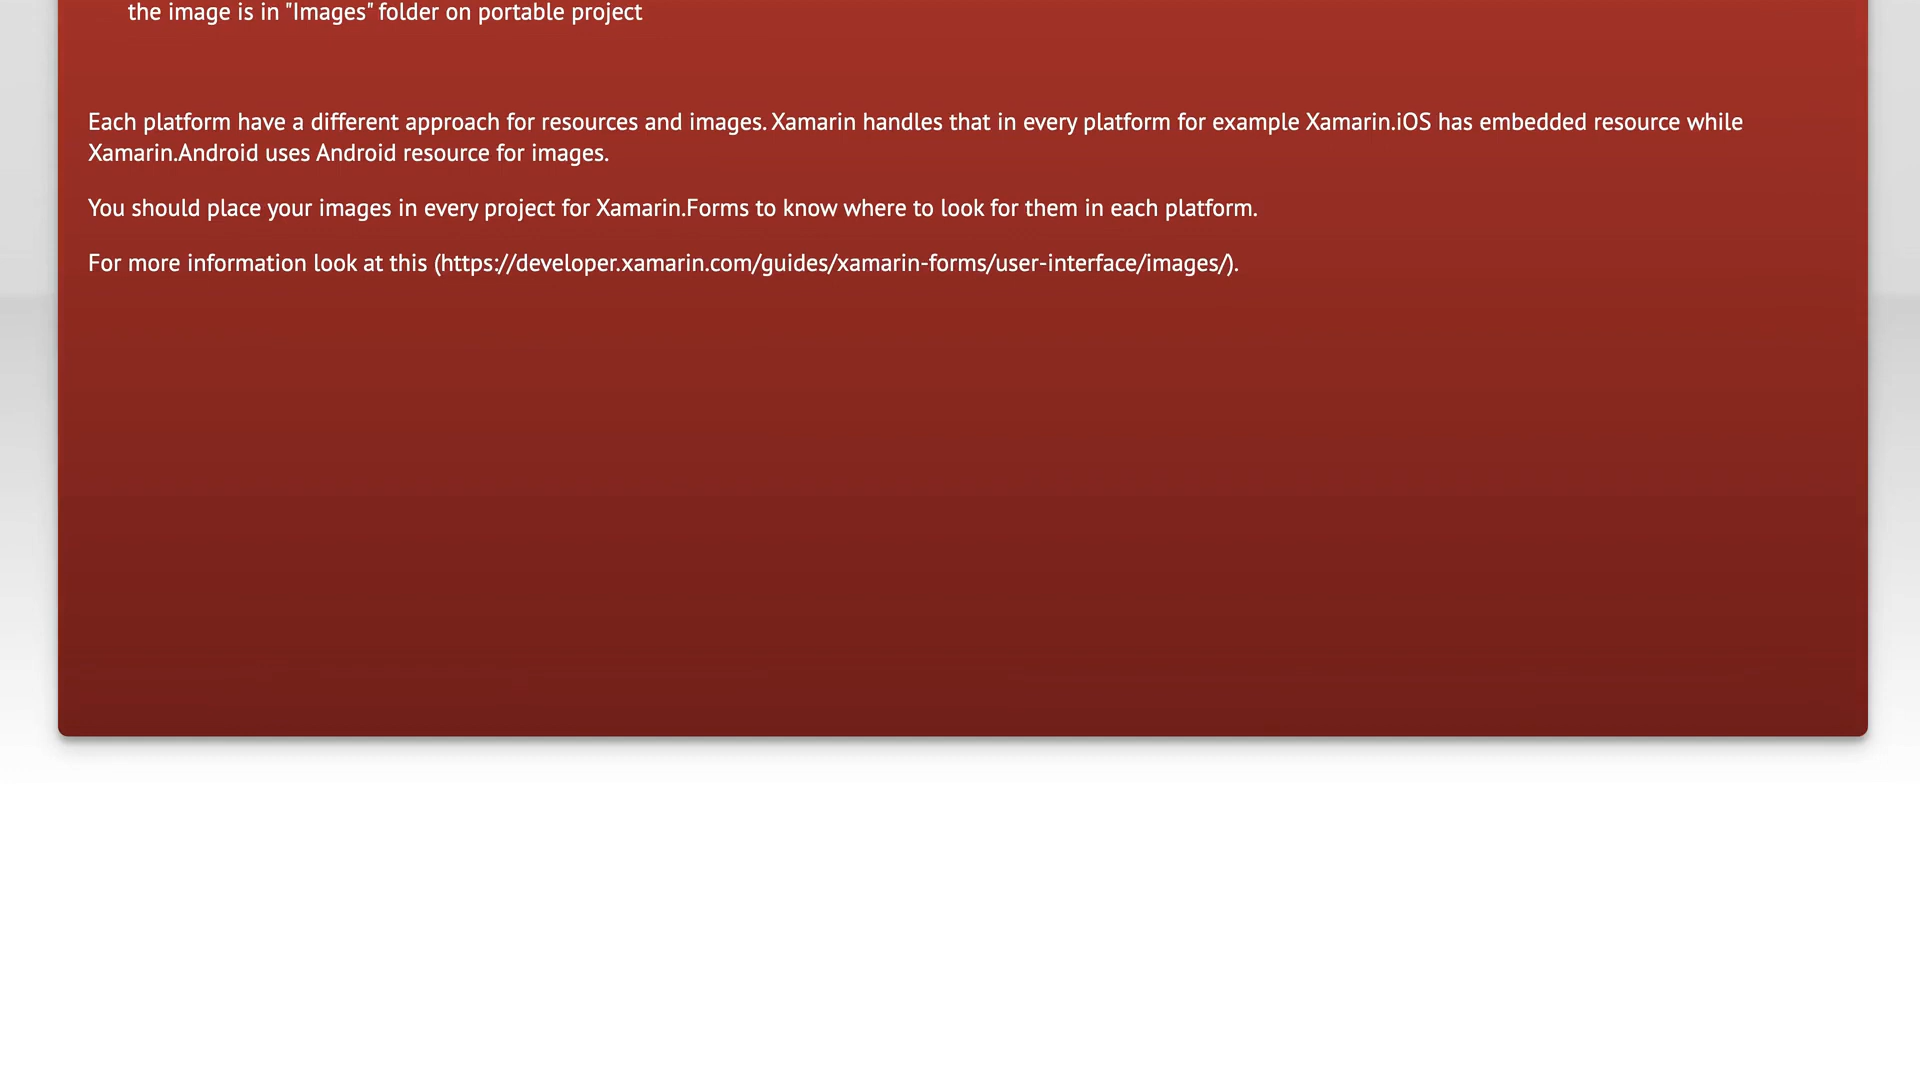 the image is in "Images" folder on portable project
Each platform have a different approach for resources and images. Xamarin handles that in every platform for example Xamarin.iOS has embedded resource while
Xamarin.Android uses Android resource for images.
You should place your images in every project for Xamarin.Forms to know where to look for them in each platform.
For more information look at this (https://developer.xamarin.com/guides/xamarin-forms/user-interface/images/).